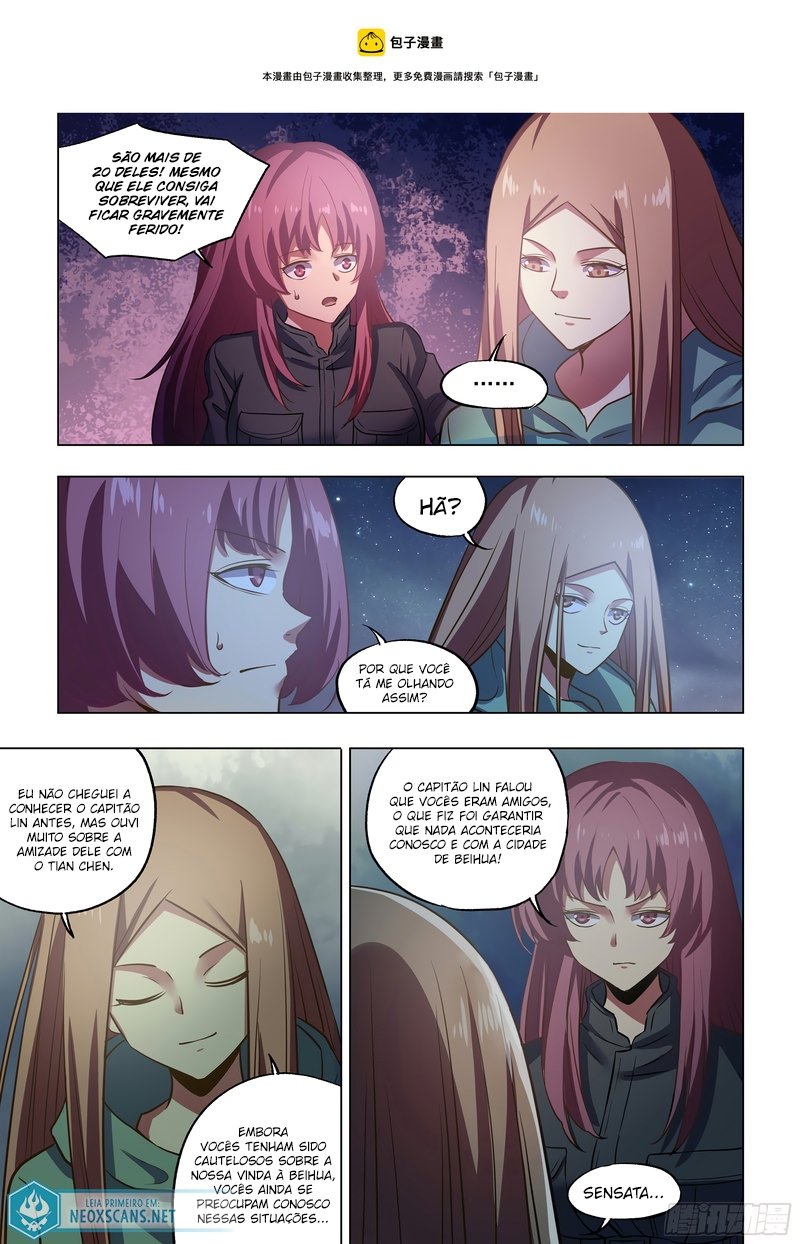 包子漫畫
本漫畫由包子漫畫收集整理，更多免費漫画請搜索「包子漫畫」
SÃO MAIS DE
20 DELES! MESMO
QUE ELE CONSIGA
SOBREVIVER, VAI
FICAR GRAVEMENTE
FERIDO!
......
HÃ?
POR QUE VOCÊ
TÁ ME OLHANDO
ASSIM?
EU NÃO CHEGUEI A
CONHECER O CAPITÃO
LIN ANTES, MAS OUVI
MUITO SOBRE A
AMIZADE DELE COM
O TIAN CHEN.
EMBORA
VOCÊS TENHAM SIDO
CAUTELOSOS SOBRE A
NOSSA VINDA À BEIHUA,
VOCÊS AINDA SE
PREOCUPAM CONOSCO
NESSAS SITUAÇÕES...
O CAPITÃO LIN FALOU
QUE VOCÊS ERAM AMIGOS,
O QUE FIZ FOI GARANTIR
QUE NADA ACONTECERIA
CONOSCO E COM A CIDADE
DE BEIHUA!
SENSATA...
LEIA PRIMEIRO EM:
NEOXSCANS.NET
腾讯动漫